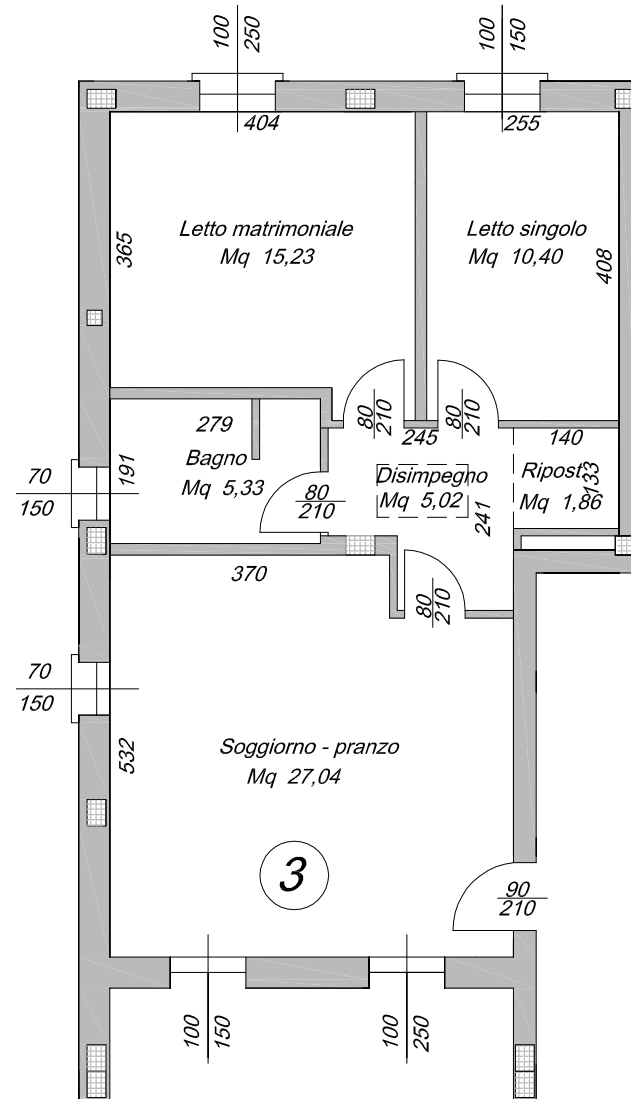 100
250
100
150
404
255
365
Letto matrimoniale
Mq 15,23
Letto singolo
Mq 10,40
408
80
210
80
210
245
279
140
191
Bagno
Mq 5,33
Disimpegno
Mq 5,02
241
Ripost.
133
Mq 1,86
70
150
80
210
370
80
210
70
150
532
Soggiorno - pranzo
Mq 27,04
3
90
210
100
150
100
250